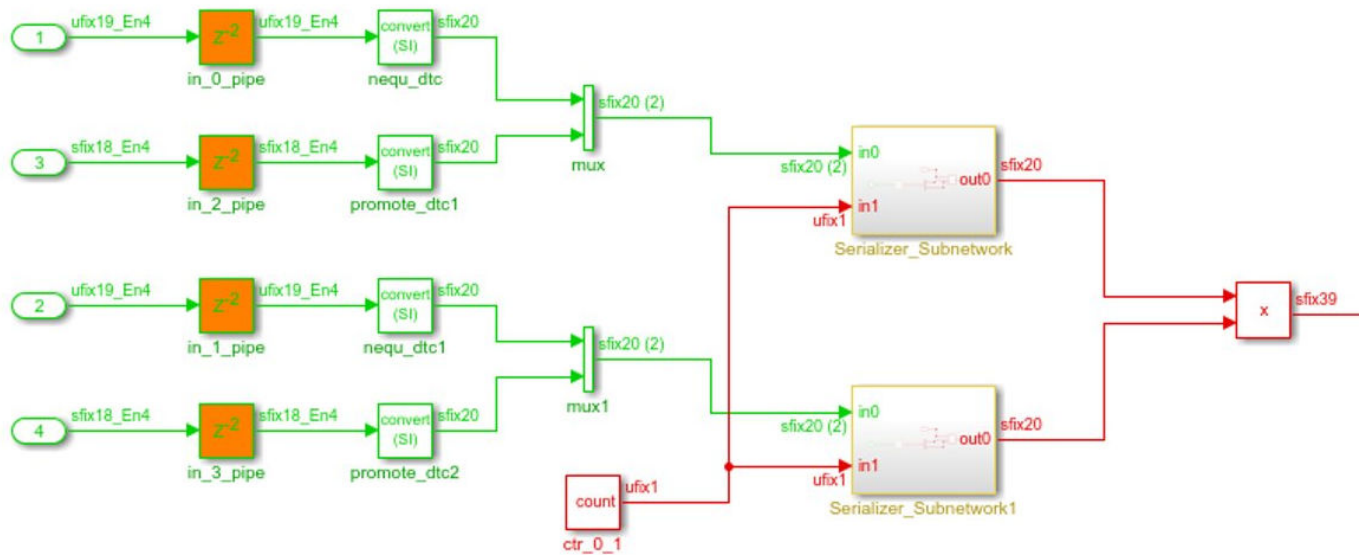 1
ufix19_En4
z-2
in_0_pipe
ufix19_En4
convert
(SI)
nequ_dtc
sfix20
3
sfix18_En4
z-2
in_2_pipe
sfix18_En4
convert
(SI)
promote_dtc1
sfix20
mux
sfix20 (2)
sfix20 (2)
in0
in1
out0
ufix1
Serializer_Subnetwork
sfix20
2
ufix19_En4
z-2
in_1_pipe
ufix19_En4
convert
(SI)
nequ_dtc1
sfix20
4
sfix18_En4
z-2
in_3_pipe
sfix18_En4
convert
(SI)
promote_dtc2
sfix20
mux1
sfix20 (2)
sfix20 (2)
in0
in1
out0
ufix1
Serializer_Subnetwork1
sfix20
count
ufix1
ctr_0_1
x
sfix39